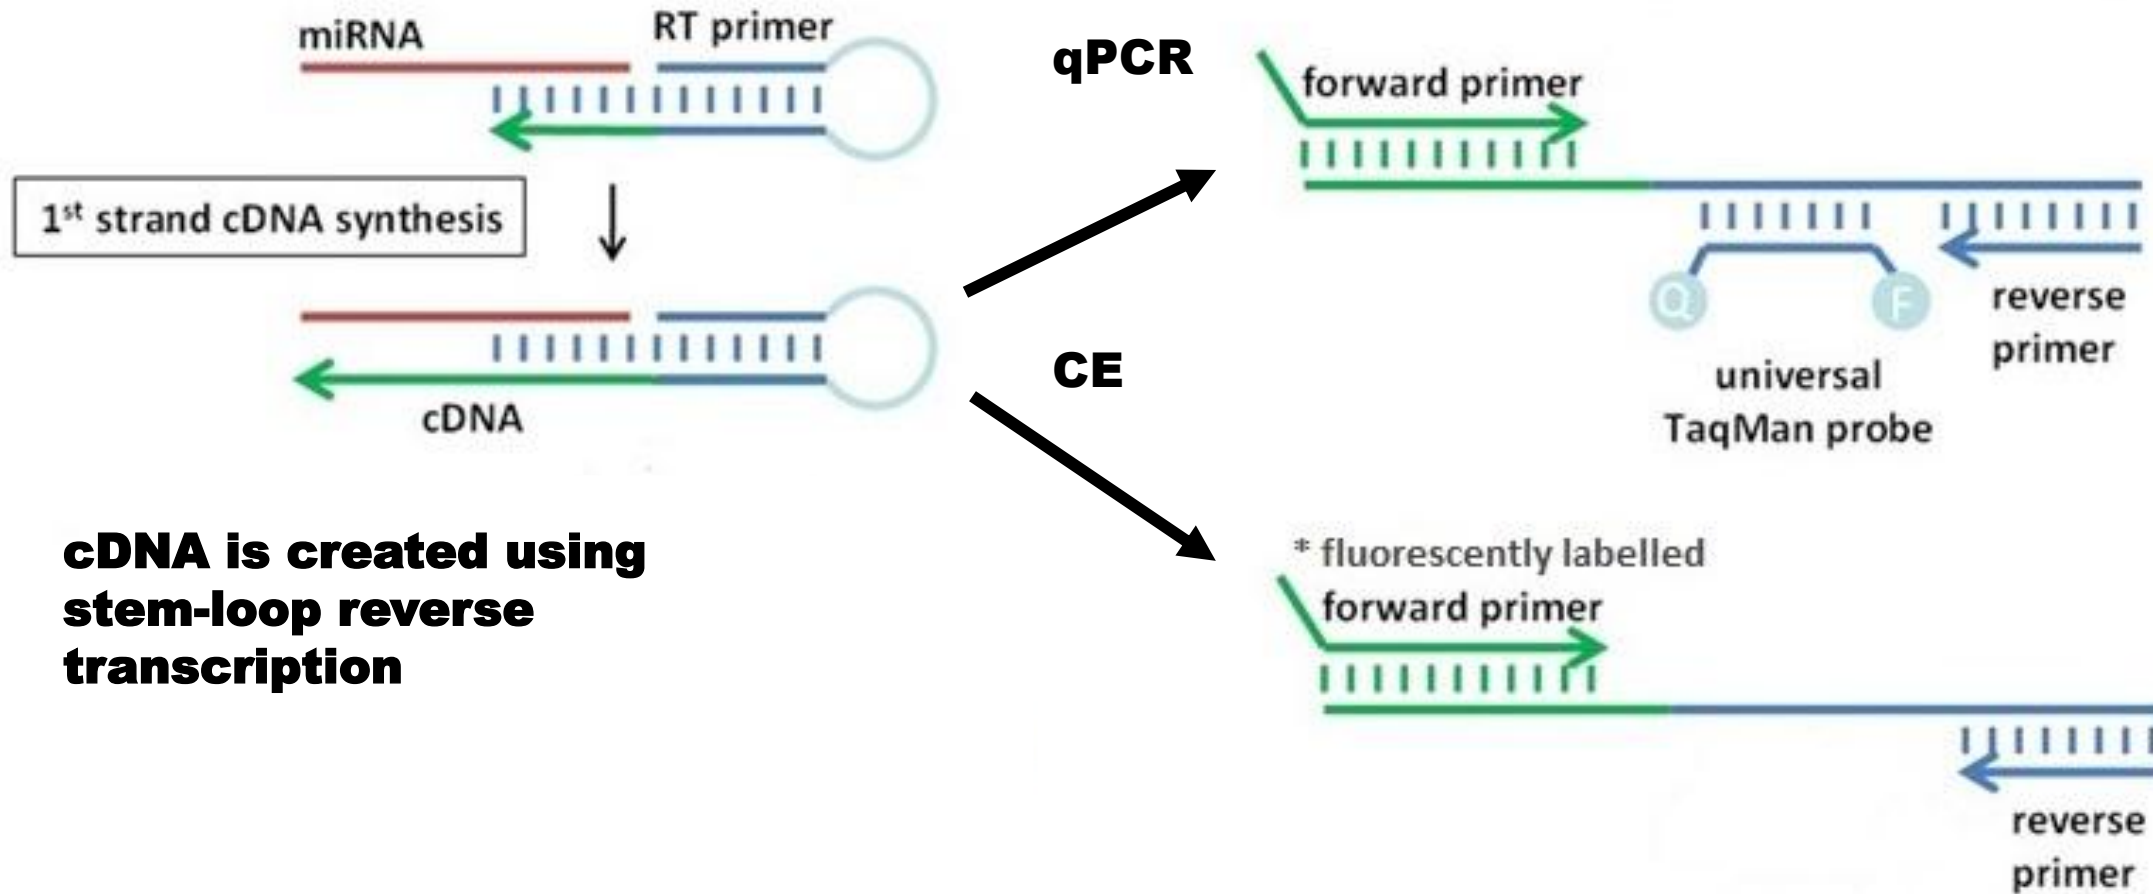 miRNA
RT primer
1st strand cDNA synthesis
cDNA
cDNA is created using
stem-loop reverse
transcription
qPCR
CE
forward primer
Q
F
universal
TaqMan probe
reverse
primer
* fluorescently labelled
forward primer
reverse
primer